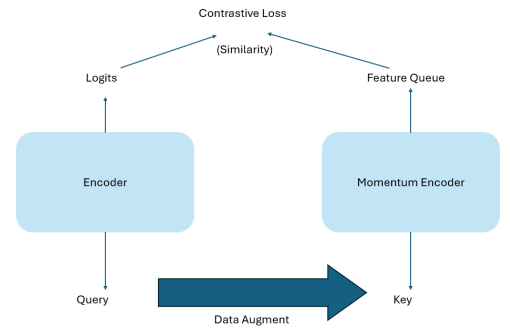 Contrastive Loss
(Similarity)
Logits
Feature Queue
Encoder
Momentum Encoder
Query
Key
Data Augment